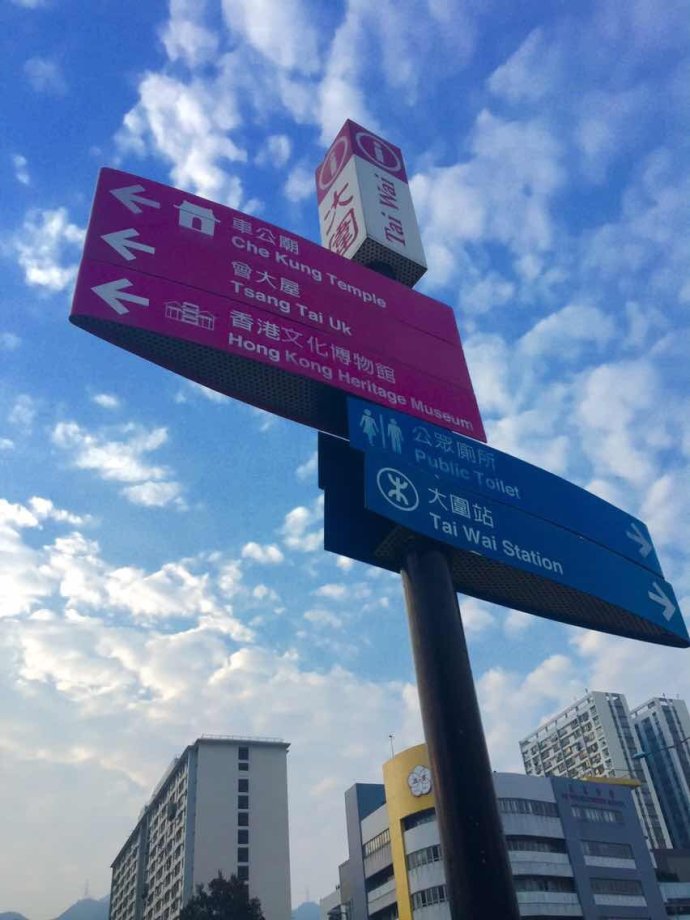 大圍
Tai Wai
車公廟
Che Kung Temple
曾大屋
Tsang Tai Uk
香港文化博物館
Hong Kong Heritage Museum
公眾廁所
Public Toilet
大圍站
Tai Wai Station